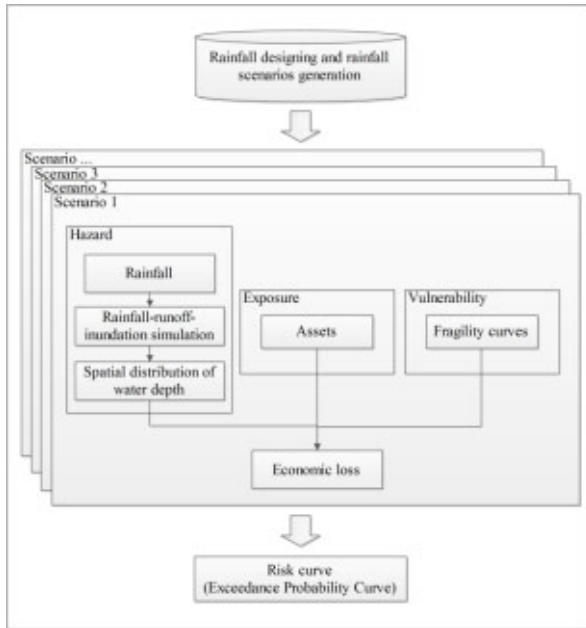 Rainfall designing and rainfall
scenarios generation
Scenario ...
Scenario 3
Scenario 2
Scenario 1
Hazard
Rainfall
Rainfall-runoff-
inundation simulation
Spatial distribution of
water depth
Exposure
Assets
Vulnerability
Fragility curves
Economic loss
Risk curve
(Exceedance Probability Curve)